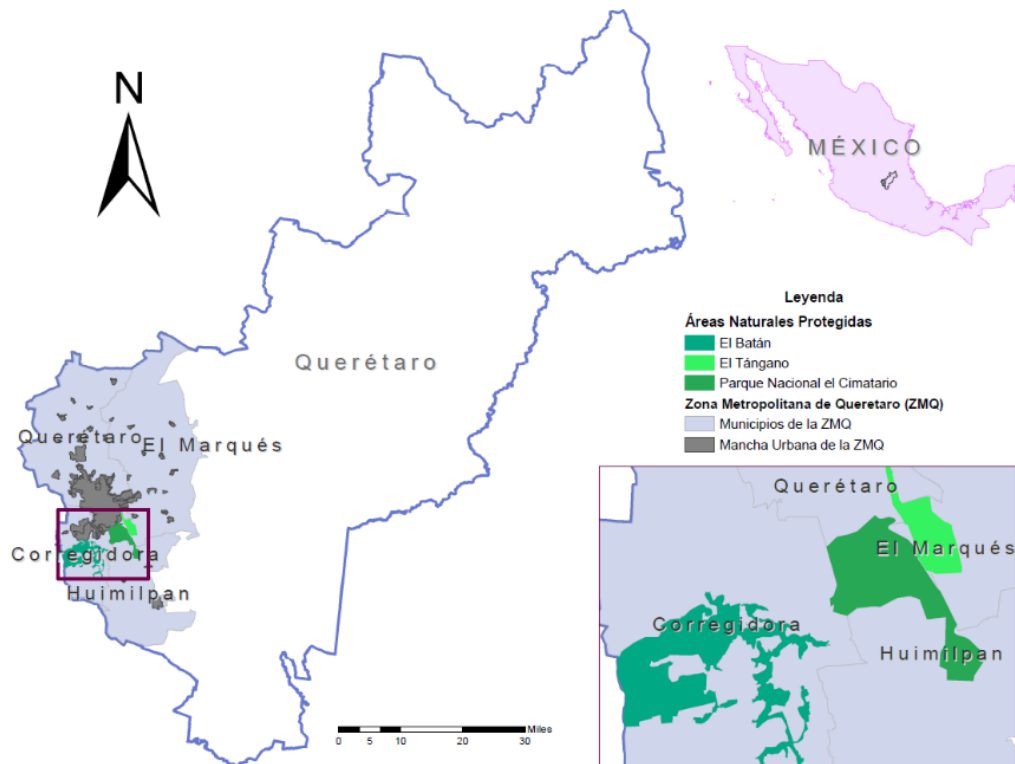 N
MÉXICO
Querétaro
Leyenda
Áreas Naturales Protegidas
El Batán
El Tángano
Parque Nacional el Cimatario
Zona Metropolitana de Queretaro (ZMQ)
Municipios de la ZMQ
Mancha Urbana de la ZMQ
Querétaro
El Marqués
Corregidora
Huimilpan
Querétaro
El Marqués
Corregidora
Huimilpan
Miles
0 5 10 20 30